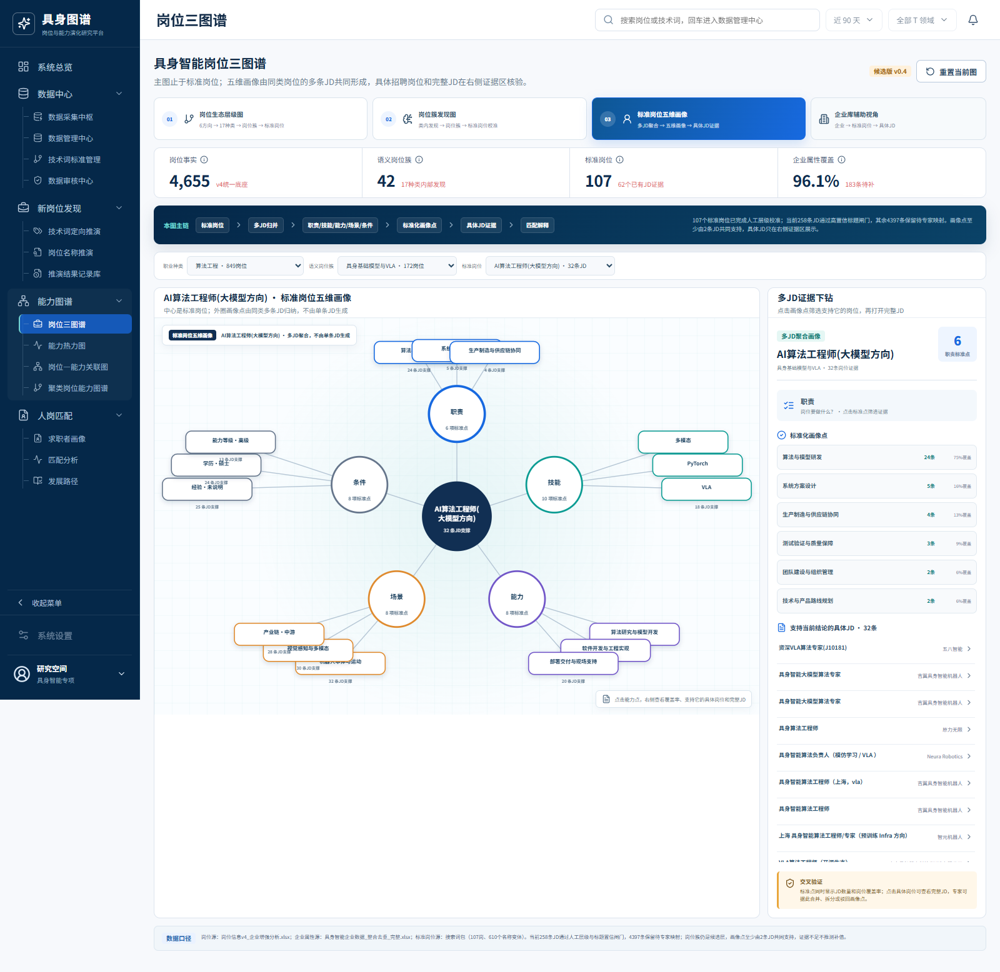 具身图谱
岗位与能力演化研究平台
系统总览
数据中心
数据采集中枢
数据管理中心
技术词标准管理
数据审核中心
新岗位发现
技术词定向推演
岗位名称推演
推演结果记录库
能力图谱
岗位三图谱
能力热力图
岗位—能力关联图
聚类岗位能力图谱
人岗匹配
求职者画像
匹配分析
发展路径
收起菜单
系统设置
研究空间
具身智能专项
岗位三图谱
搜索岗位或技术词，回车进入数据管理中心
近 90 天
全部 T 领域
具身智能岗位三图谱
主图止于标准岗位；五维画像由同类岗位的多条JD共同形成，具体招聘岗位和完整JD在右侧证据区核验。
候选版 v0.4
重置当前图
01
岗位生态层级图
6方向 → 17种类 → 岗位簇 → 标准岗位
02
岗位簇发现图
类内发现 → 岗位簇 → 标准岗位校准
03
标准岗位五维画像
多JD聚合 → 五维画像 → 具体JD证据
企业库辅助视角
企业 → 标准岗位 → 具体JD
岗位事实
4,655 v4统一底座
语义岗位簇
42 17种类内部发现
标准岗位
107 62个已有JD证据
企业属性覆盖
96.1% 183条待补
本图主链
标准岗位
多JD归并
职责/技能/能力/场景/条件
标准化画像点
具体JD证据
匹配解释
107个标准岗位已完成人工层级校准；当前258条JD通过高置信标题闸门，其余4397条保留待专家映射。画像点至
少由2条JD共同支持，具体JD只在右侧证据区展示。
职业种类
算法工程 · 849岗位
语义岗位簇
具身基础模型与VLA · 172岗位
标准岗位
AI算法工程师(大模型方向) · 32条JD
AI算法工程师(大模型方向) · 标准岗位五维画像
中心是标准岗位；外圈画像点由同类多条JD归纳，不由单条JD生成
标准岗位五维画像
AI算法工程师(大模型方向) · 多JD聚合，不由单条JD生成
算法
系统
生产制造与供应链协同
24 条JD支撑
5 条JD支撑
4 条JD支撑
职责
6 项标准点
能力等级 · 高级
13 条JD支撑
学历 · 硕士
24 条JD支撑
经验 · 未说明
25 条JD支撑
条件
8 项标准点
技能
10 项标准点
多模态
PyTorch
VLA
18 条JD支撑
AI算法工程师(
大模型方向)
32 条JD支撑
场景
8 项标准点
能力
8 项标准点
产业链 · 中游
视觉感知与多模态
28 条JD支撑
运动
30 条JD支撑
32 条JD支撑
算法研究与模型开发
软件开发与工程实现
部署交付与现场支持
20 条JD支撑
点击能力点，右侧查看覆盖率、支持它的具体岗位和完整JD
多JD证据下钻
点击画像点筛选支持它的岗位，再打开完整JD
多JD聚合画像
AI算法工程师(大模型方向)
具身基础模型与VLA · 32条岗位证据
6
职责标准点
职责
岗位要做什么？ · 点击标准点筛选证据
标准化画像点
算法与模型研发 24条 75%覆盖
系统方案设计 5条 16%覆盖
生产制造与供应链协同 4条 13%覆盖
测试验证与质量保障 3条 9%覆盖
团队建设与组织管理 2条 6%覆盖
技术与产品路线规划 2条 6%覆盖
支持当前结论的具体JD · 32条
资深VLA算法专家(J10181) 五八智能
具身智能大模型算法专家 吉翼具身智能机器人
具身智能大模型算法专家 吉翼具身智能机器人
具身算法工程师 原力无限
具身智能算法负责人（模仿学习 / VLA ） Neura Robotics
具身智能算法工程师（上海，vla） 吉翼具身智能机器人
具身智能算法工程师 吉翼具身智能机器人
上海 具身智能算法工程师/专家（预训练 Infra 方向） 智元机器人
交叉验证
标准点同时显示JD数量和岗位覆盖率；点击具体岗位可查看完整JD，专家可
据此合并、拆分或驳回画像点。
数据口径
岗位源：岗位信息v4_企业增强分析.xlsx；企业属性源：具身智能企业数据_整合去重_完整.xlsx；标准岗位源：搜索词包（107岗、610个名称变体）。当前258条JD通过人工层级与标题置信闸门，4397条保留待专家映射；岗位簇仍是候选层，画像点至少由2条JD共同支持，证据不足不推测补值。